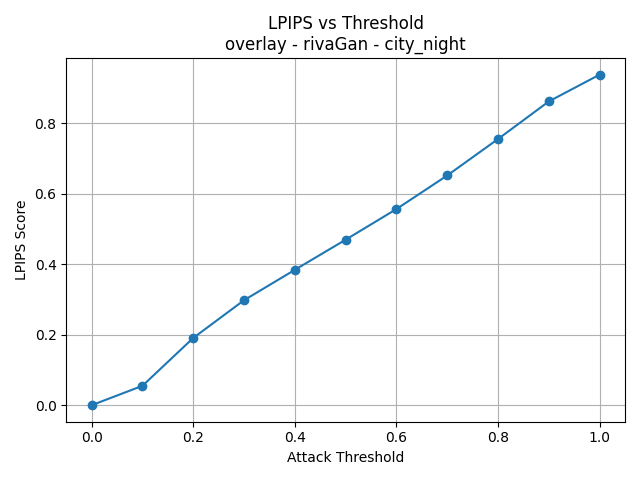 LPIPS vs Threshold
overlay - rivaGan - city_night
LPIPS Score
0.8
0.6
0.4
0.2
0.0
0.0 0.2 0.4 0.6 0.8 1.0
Attack Threshold